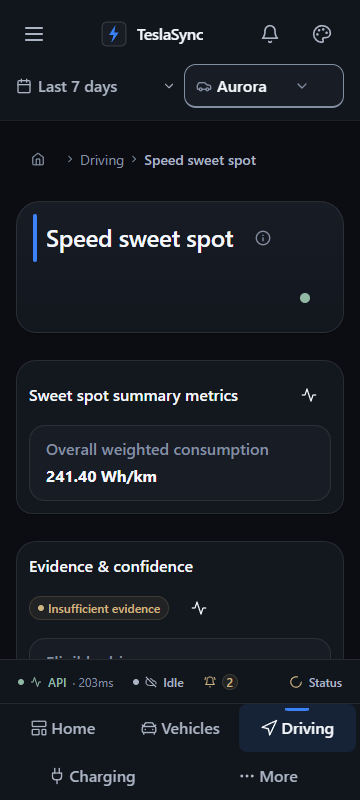 TeslaSync
Last 7 days
Aurora
Driving
Speed sweet spot
Speed sweet spot
Sweet spot summary metrics
Overall weighted consumption
241.40 Wh/km
Evidence & confidence
Insufficient evidence
API · 203ms
Idle
2
Status
Home
Vehicles
Driving
Charging
More